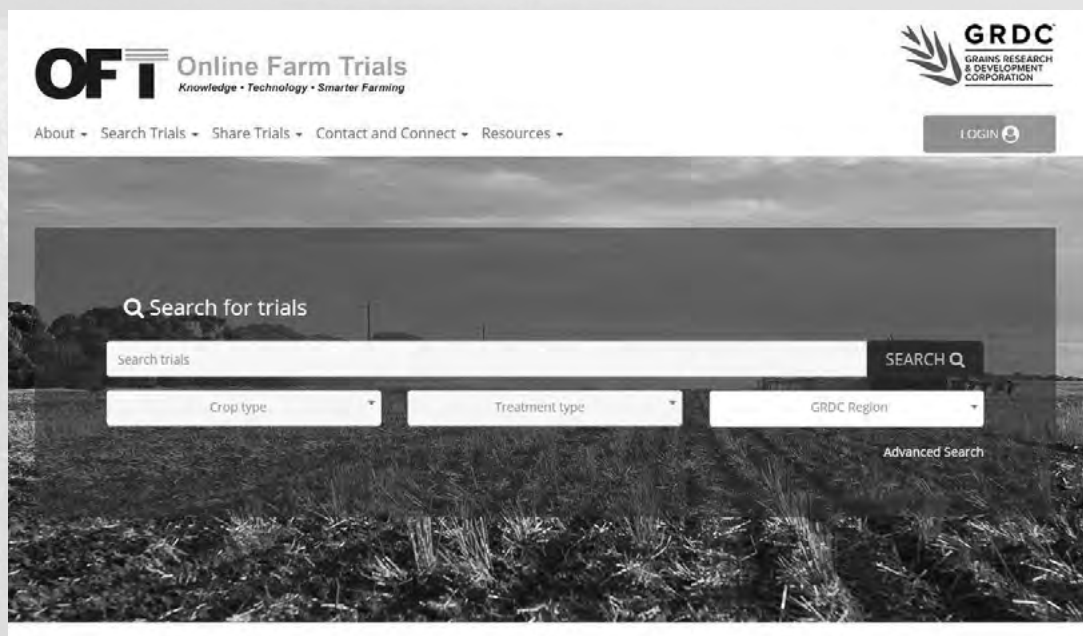 OFT Online Farm Trials
Knowledge • Technology • Smarter Farming
GRDC
GRAINS RESEARCH
& DEVELOPMENT
CORPORATION
About Search Trials Share Trials Contact and Connect Resources
LOGIN
Search for trials
Search trials
SEARCH
Crop type Treatment type GRDC Region
Advanced Search